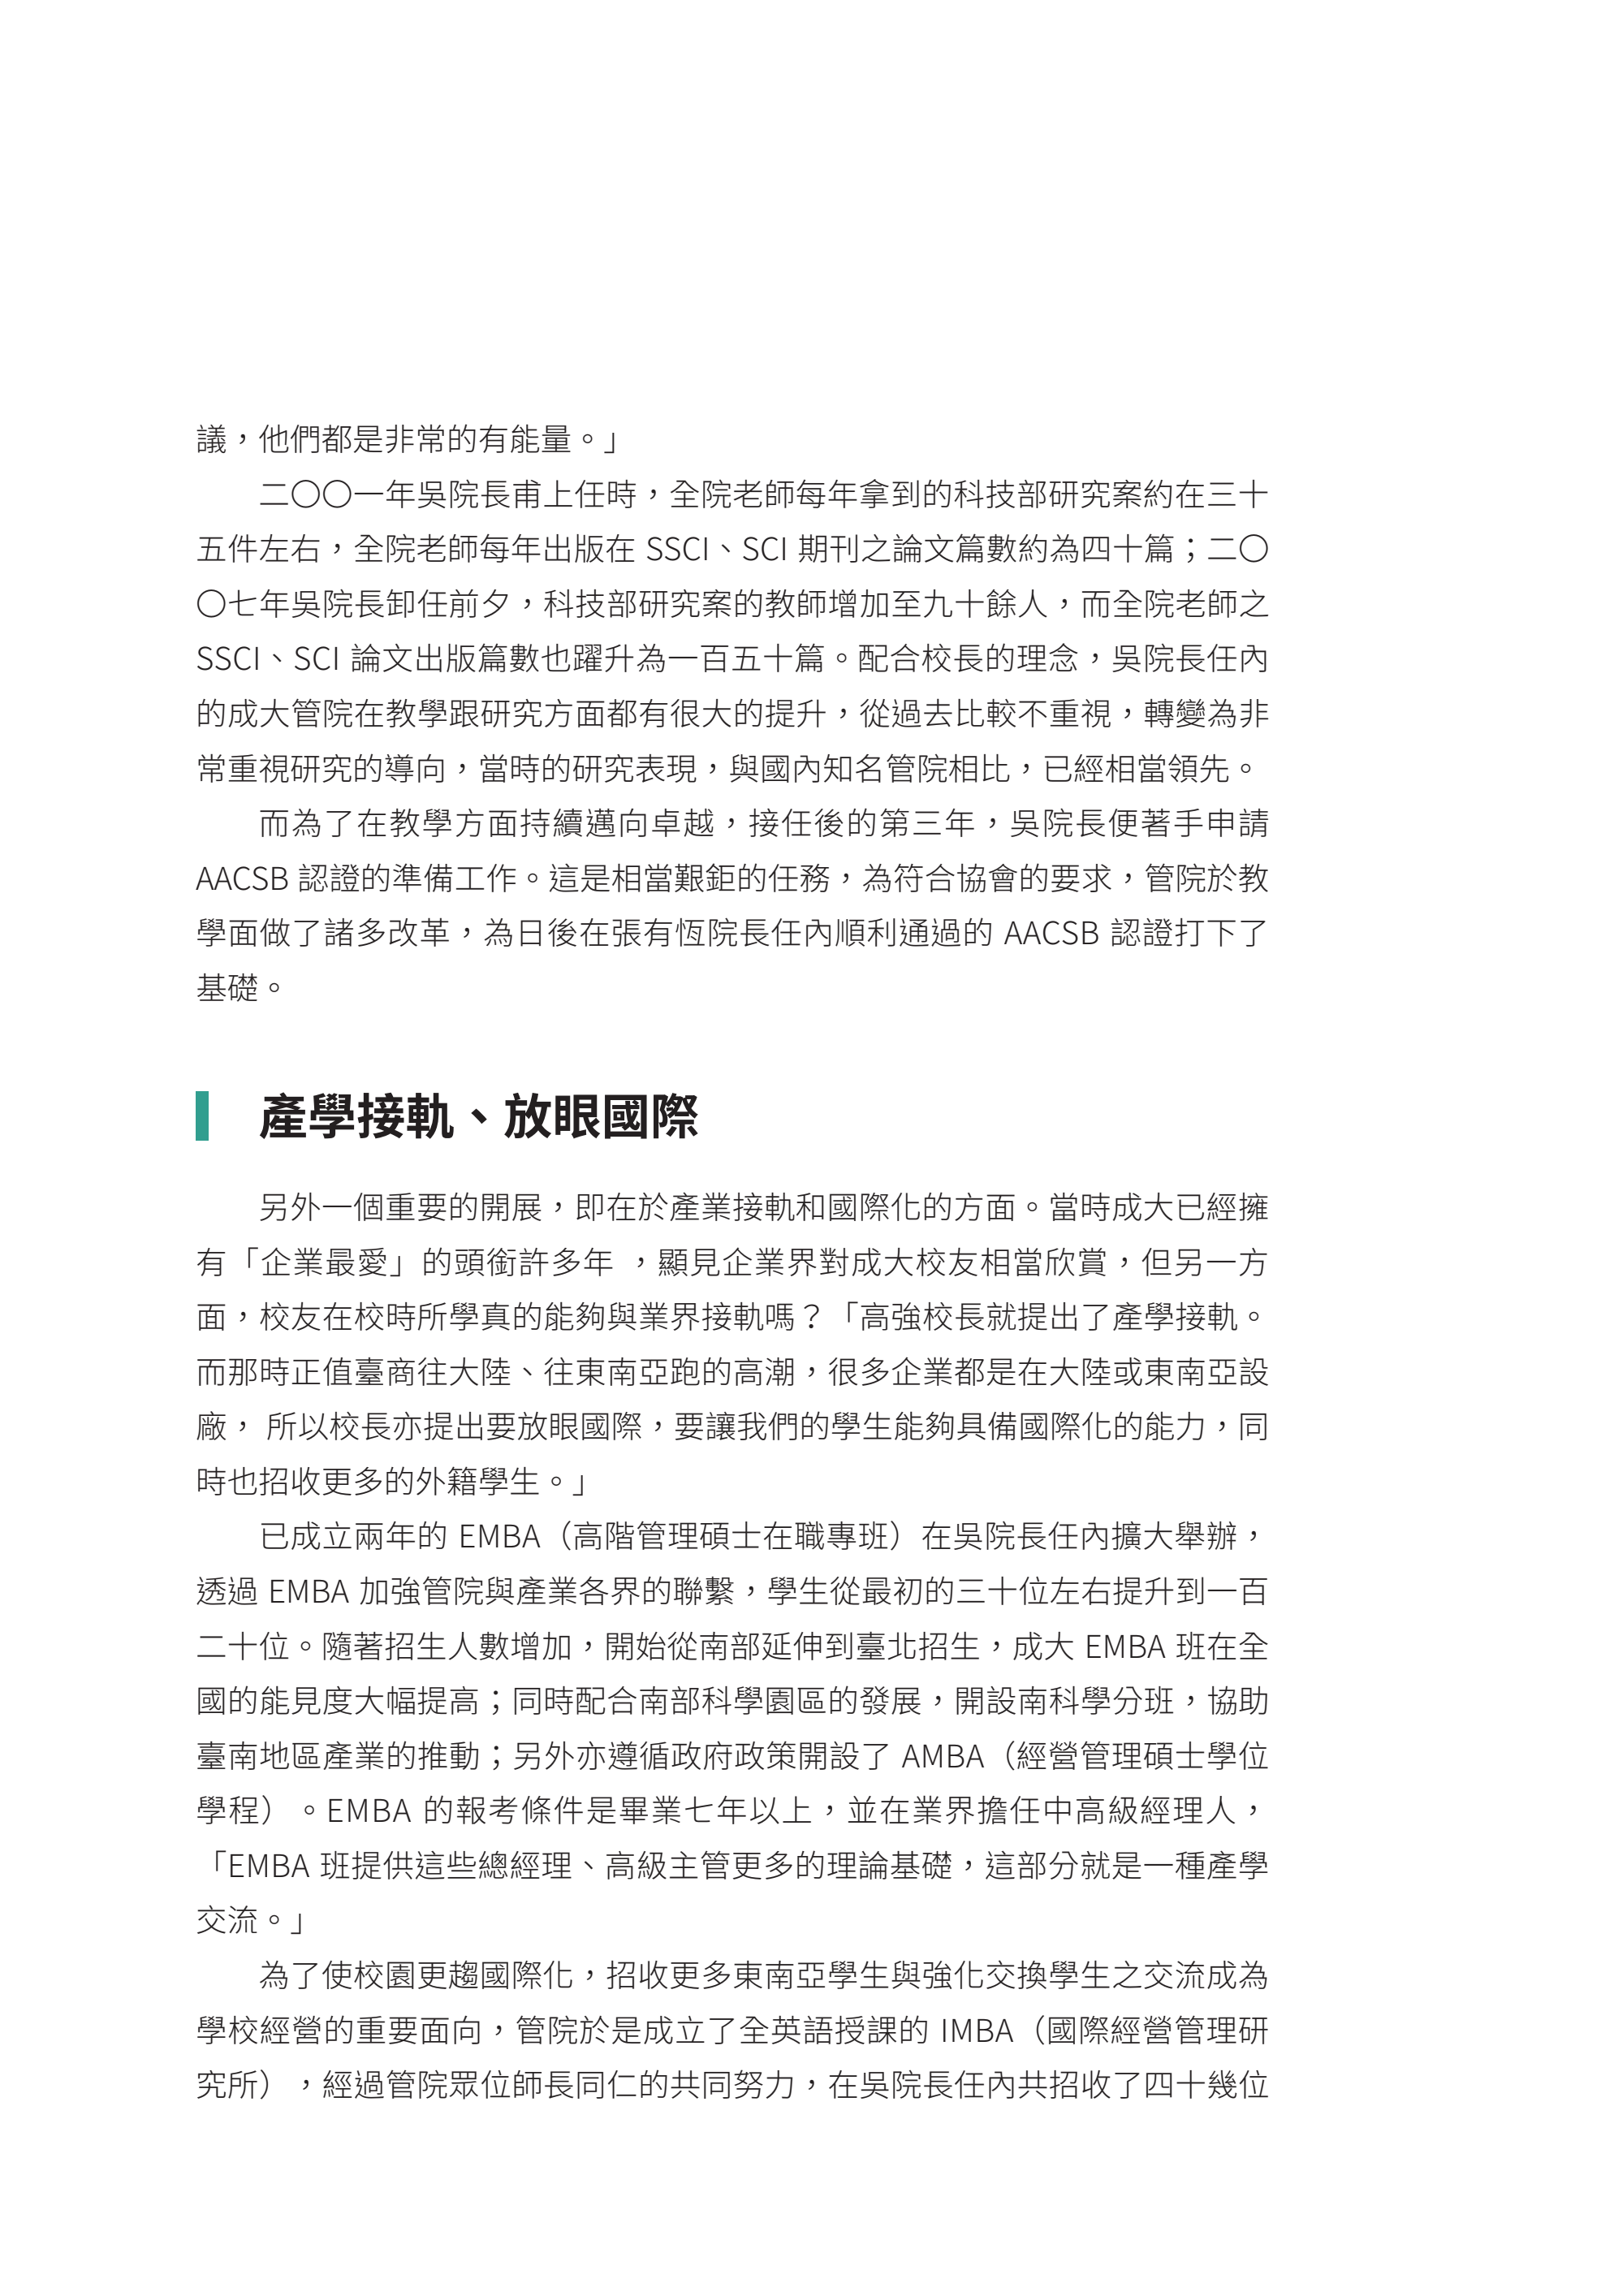 議，他們都是非常的有能量。」
二〇〇一年吳院長甫上任時，全院老師每年拿到的科技部研究案約在三十
五件左右，全院老師每年出版在 SSCI、SCI 期刊之論文篇數約為四十篇；二〇
〇七年吳院長卸任前夕，科技部研究案的教師增加至九十餘人，而全院老師之
SSCI、SCI 論文出版篇數也躍升為一百五十篇。配合校長的理念，吳院長任內
的成大管院在教學跟研究方面都有很大的提升，從過去比較不重視，轉變為非
常重視研究的導向，當時的研究表現，與國內知名管院相比，已經相當領先。
而為了在教學方面持續邁向卓越，接任後的第三年，吳院長便著手申請
AACSB 認證的準備工作。這是相當艱鉅的任務，為符合協會的要求，管院於教
學面做了諸多改革，為日後在張有恆院長任內順利通過的 AACSB 認證打下了
基礎。
產學接軌、放眼國際
另外一個重要的開展，即在於產業接軌和國際化的方面。當時成大已經擁
有「企業最愛」的頭銜許多年 ，顯見企業界對成大校友相當欣賞，但另一方
面，校友在校時所學真的能夠與業界接軌嗎？「高強校長就提出了產學接軌。
而那時正值臺商往大陸、往東南亞跑的高潮，很多企業都是在大陸或東南亞設
廠， 所以校長亦提出要放眼國際，要讓我們的學生能夠具備國際化的能力，同
時也招收更多的外籍學生。」
已成立兩年的 EMBA（高階管理碩士在職專班）在吳院長任內擴大舉辦，
透過 EMBA 加強管院與產業各界的聯繫，學生從最初的三十位左右提升到一百
二十位。隨著招生人數增加，開始從南部延伸到臺北招生，成大 EMBA 班在全
國的能見度大幅提高；同時配合南部科學園區的發展，開設南科學分班，協助
臺南地區產業的推動；另外亦遵循政府政策開設了 AMBA（經營管理碩士學位
學程）。EMBA 的報考條件是畢業七年以上，並在業界擔任中高級經理人，
「EMBA 班提供這些總經理、高級主管更多的理論基礎，這部分就是一種產學
交流。」
為了使校園更趨國際化，招收更多東南亞學生與強化交換學生之交流成為
學校經營的重要面向，管院於是成立了全英語授課的 IMBA（國際經營管理研
究所），經過管院眾位師長同仁的共同努力，在吳院長任內共招收了四十幾位